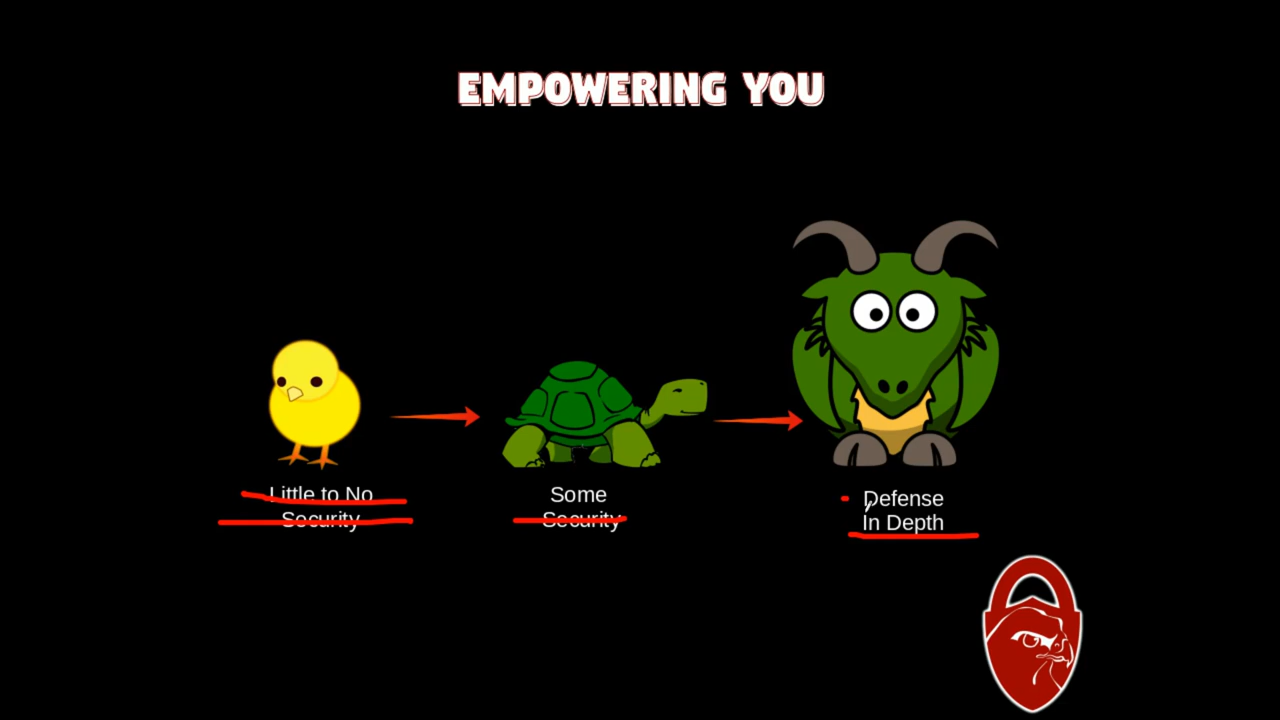 EMPOWERING YOU
Little to No
Security
Some
Security
Defense
In Depth